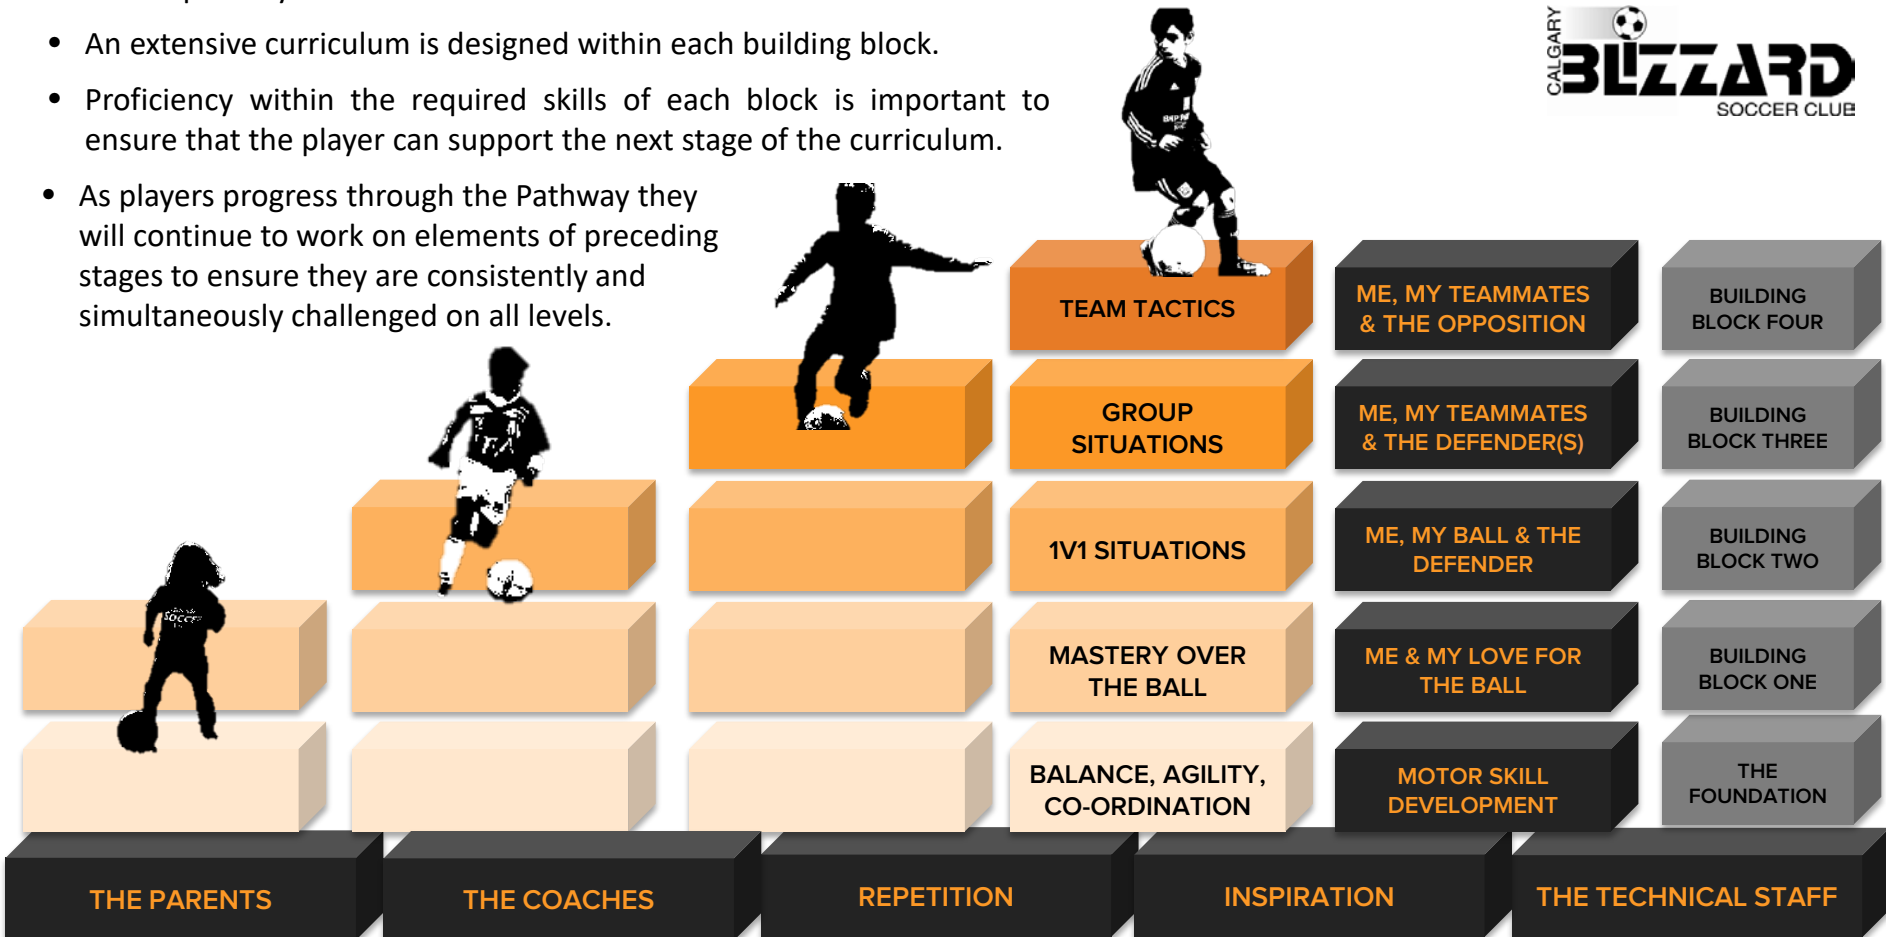 • An extensive curriculum is designed within each building block.
• Proficiency within the required skills of each block is important to
ensure that the player can support the next stage of the curriculum.
• As players progress through the Pathway they
will continue to work on elements of preceding
stages to ensure they are consistently and
simultaneously challenged on all levels.
CALGARY
BLIZZARD
SOCCER CLUB
TEAM TACTICS
ME, MY TEAMMATES
& THE OPPOSITION
BUILDING
BLOCK FOUR
GROUP
SITUATIONS
ME, MY TEAMMATES
& THE DEFENDER(S)
BUILDING
BLOCK THREE
1V1 SITUATIONS
ME, MY BALL & THE
DEFENDER
BUILDING
BLOCK TWO
SOCCER
MASTERY OVER
THE BALL
ME & MY LOVE FOR
THE BALL
BUILDING
BLOCK ONE
BALANCE, AGILITY,
CO-ORDINATION
MOTOR SKILL
DEVELOPMENT
THE
FOUNDATION
THE PARENTS
THE COACHES
REPETITION
INSPIRATION
THE TECHNICAL STAFF